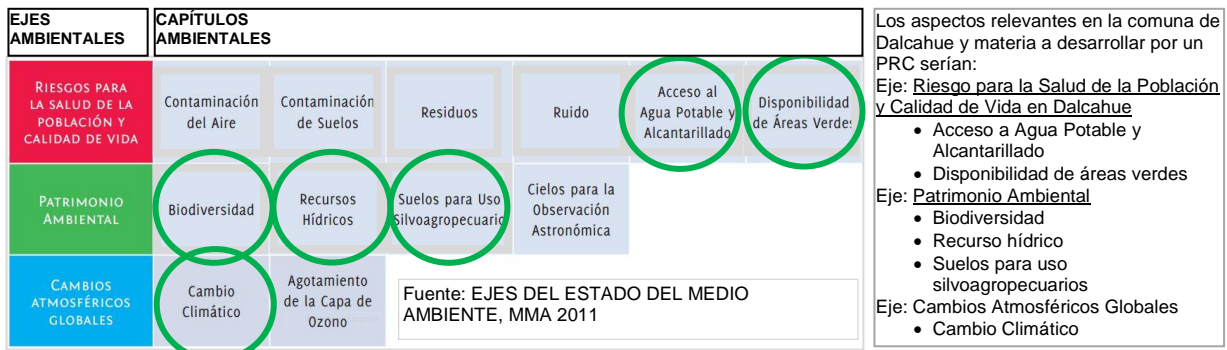 EJES
AMBIENTALES
CAPÍTULOS
AMBIENTALES
RIESGOS PARA
LA SALUD DE LA
POBLACIÓN Y
CALIDAD DE VIDA
Contaminación
del Aire
Contaminación
de Suelos
Residuos
Ruido
Acceso al
Agua Potable y
Alcantarillado
Disponibilidad
de Áreas Verdes
PATRIMONIO
AMBIENTAL
Biodiversidad
Recursos
Hídricos
Suelos para Uso
Silvoagropecuario
Cielos para la
Observación
Astronómica
CAMBIOS
ATMOSFÉRICOS
GLOBALES
Cambio
Climático
Agotamiento
de la Capa de
Ozono
Fuente: EJES DEL ESTADO DEL MEDIO
AMBIENTE, MMA 2011
Los aspectos relevantes en la comuna de
Dalcahue y materia a desarrollar por un
PRC serían:
Eje: Riesgo para la Salud de la Población
y Calidad de Vida en Dalcahue
• Acceso a Agua Potable y
Alcantarillado
• Disponibilidad de áreas verdes
Eje: Patrimonio Ambiental
• Biodiversidad
• Recurso hídrico
• Suelos para uso
silvoagropecuarios
Eje: Cambios Atmosféricos Globales
• Cambio Climático